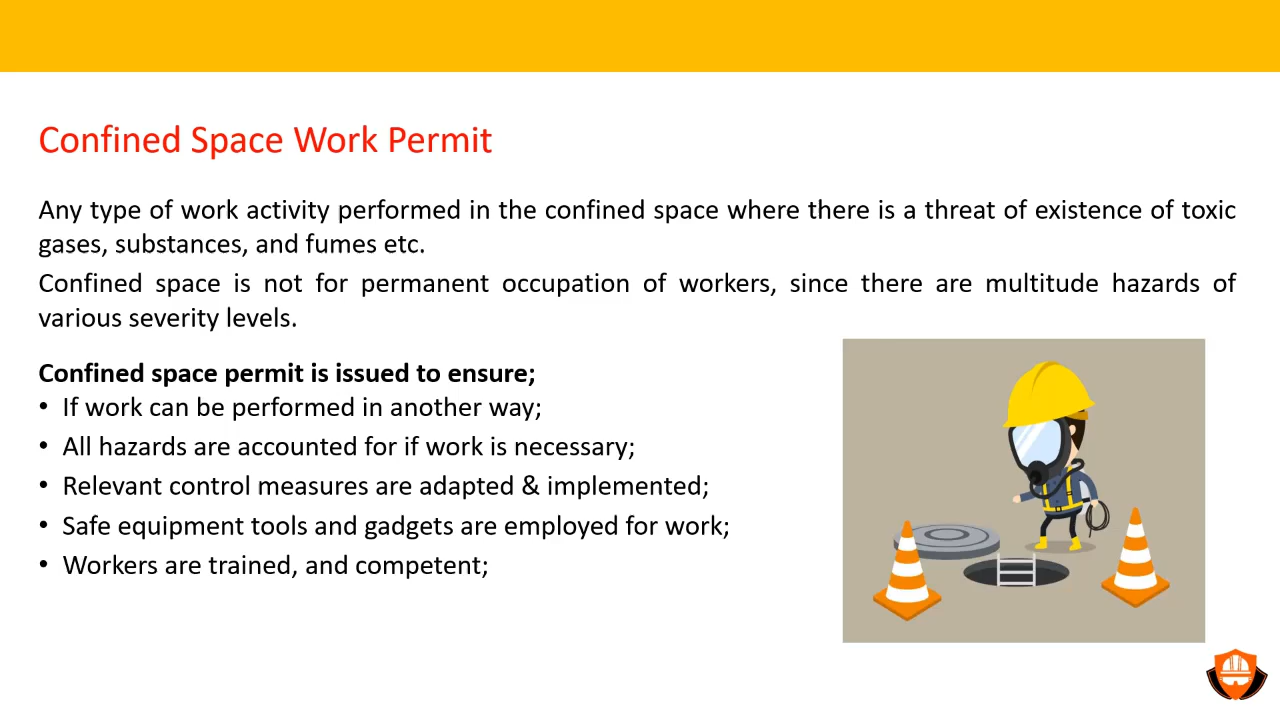 Confined Space Work Permit
Any type of work activity performed in the confined space where there is a threat of existence of toxic
gases, substances, and fumes etc.
Confined space is not for permanent occupation of workers, since there are multitude hazards of
various severity levels.
Confined space permit is issued to ensure;
• If work can be performed in another way;
• All hazards are accounted for if work is necessary;
• Relevant control measures are adapted & implemented;
• Safe equipment tools and gadgets are employed for work;
• Workers are trained, and competent;